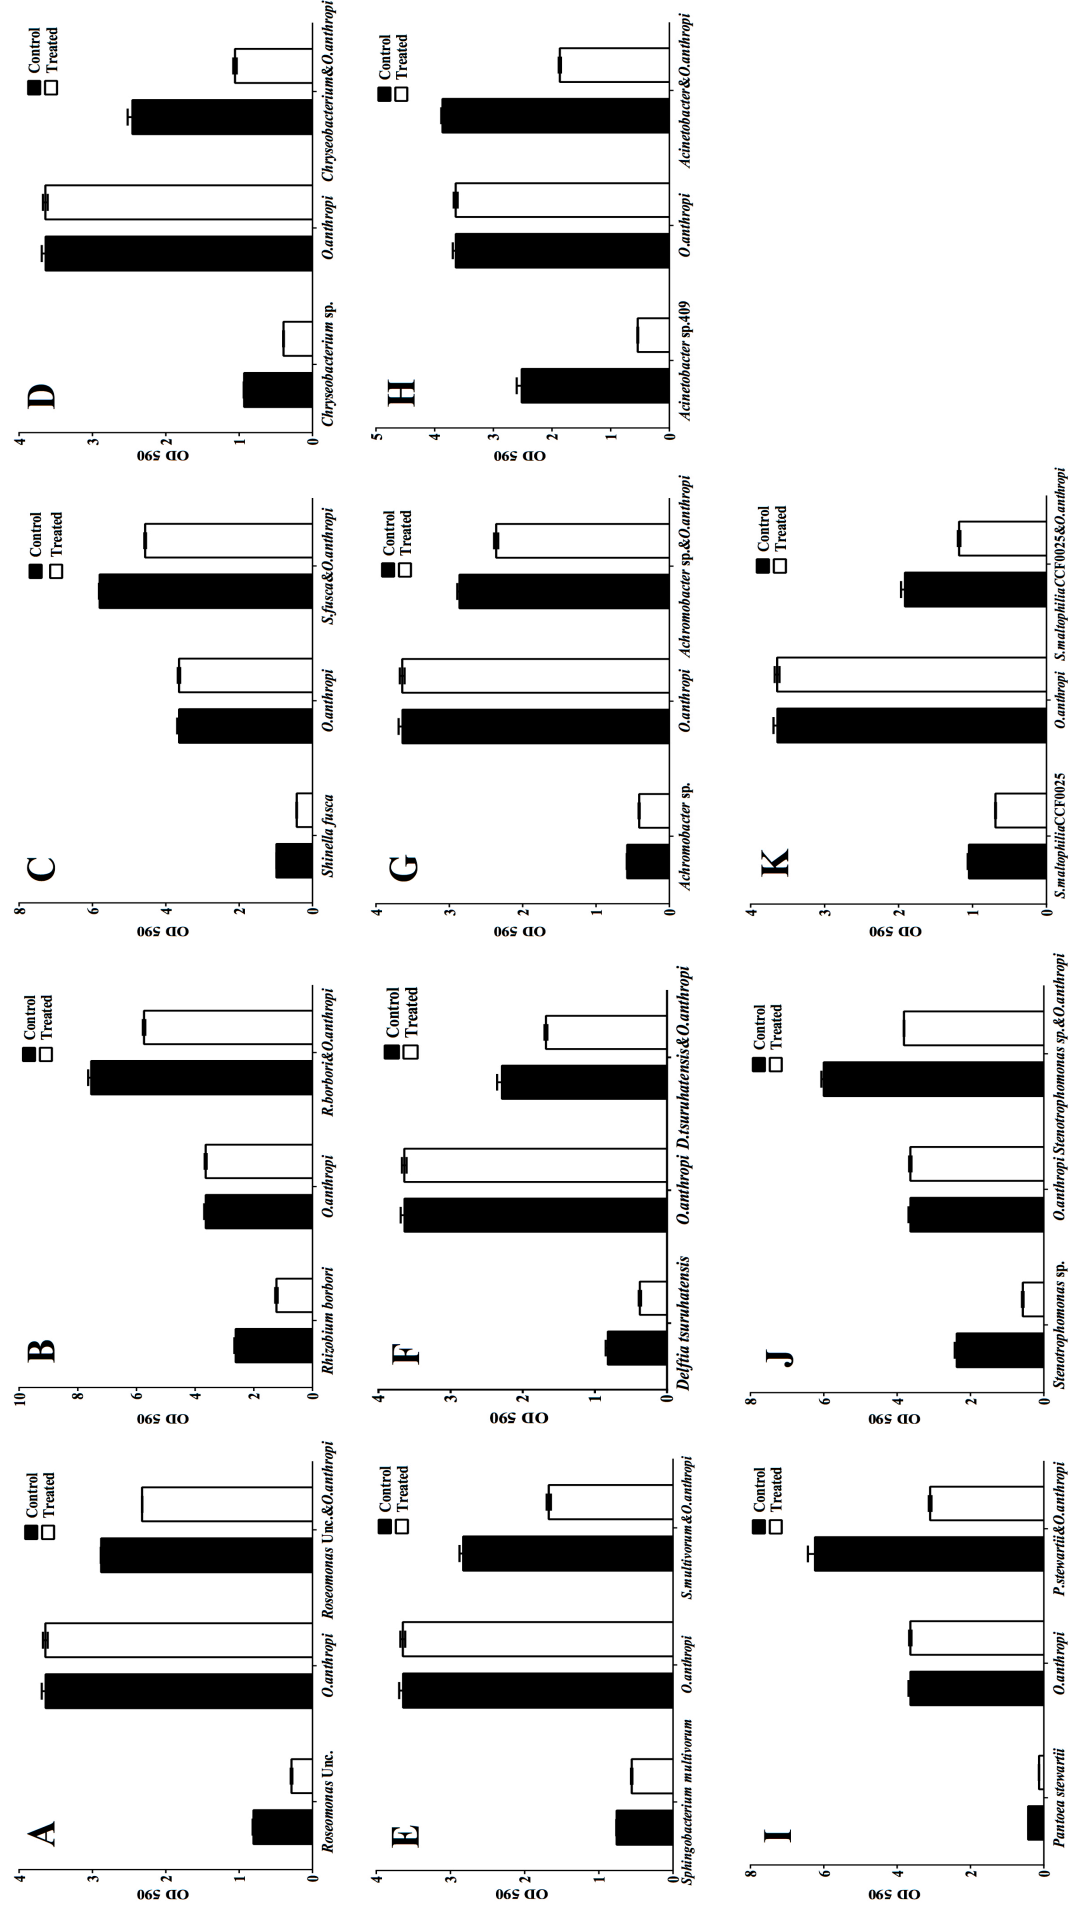 A
Control
Treated
OD 590
4
3
2
1
0
Roseomonas Unc.
O.anthropi
Roseomonas Unc.&O.anthropi
B
Control
Treated
OD 590
10
8
6
4
2
0
Rhizobium borbori
O.anthropi
R.borbori&O.anthropi
C
Control
Treated
OD 590
8
6
4
2
0
Shinella fusca
O.anthropi
S.fusca&O.anthropi
D
Control
Treated
OD 590
4
3
2
1
0
Chryseobacterium sp.
O.anthropi
Chryseobacterium&O.anthropi
E
Control
Treated
OD 590
4
3
2
1
0
Sphingobacterium multivorum
O.anthropi
S.multivorum&O.anthropi
F
Control
Treated
OD 590
4
3
2
1
0
Delftia tsuruhatensis
O.anthropi
D.tsuruhatensis&O.anthropi
G
Control
Treated
OD 590
4
3
2
1
0
Achromobacter sp.
O.anthropi
Achromobacter sp.&O.anthropi
H
Control
Treated
OD 590
5
4
3
2
1
0
Acinetobacter sp.409
O.anthropi
Acinetobacter&O.anthropi
I
Control
Treated
OD 590
8
6
4
2
0
Pantoea stewartii
O.anthropi
P.stewartii&O.anthropi
J
Control
Treated
OD 590
8
6
4
2
0
Stenotrophomonas sp.
O.anthropi
Stenotrophomonas sp.&O.anthropi
K
Control
Treated
OD 590
4
3
2
1
0
S.maltophiliaCCF0025
O.anthropi
S.maltophiliaCCF0025&O.anthropi